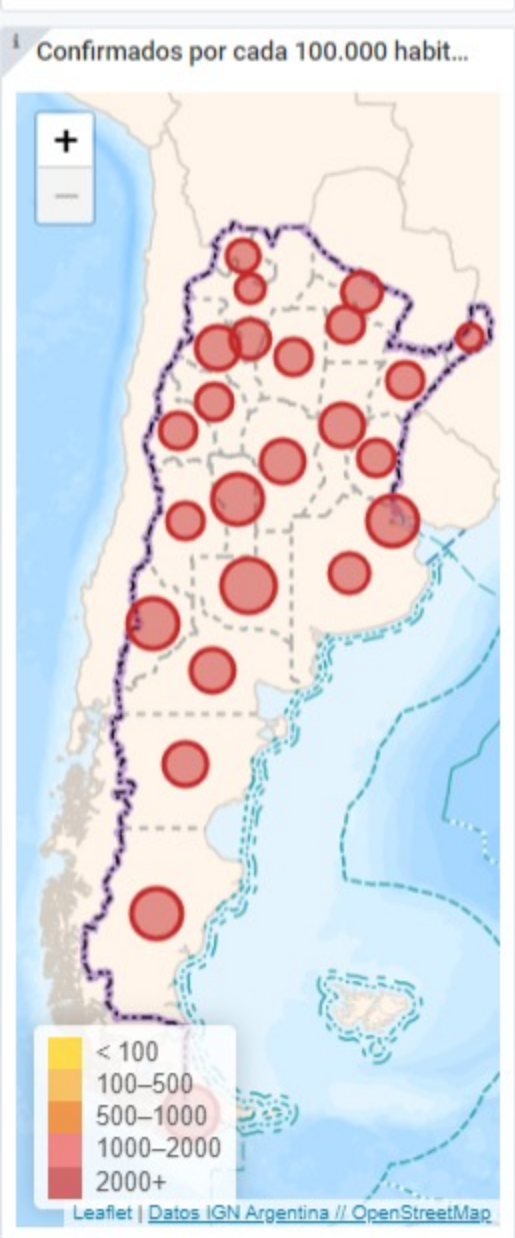 i
Confirmados por cada 100.000 habit...
+
−
< 100
100–500
500–1000
1000–2000
2000+
Leaflet | Datos IGN Argentina // OpenStreetMap